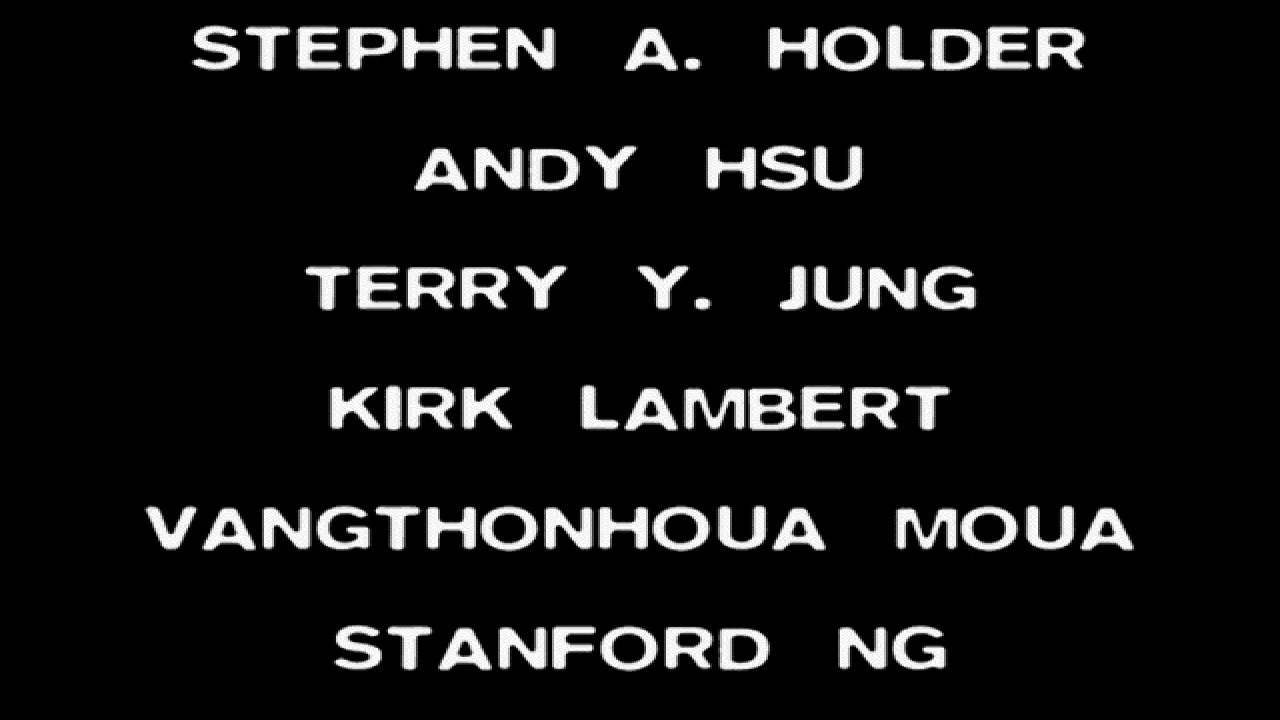 STEPHEN A. HOLDER
ANDY HSU
TERRY Y. JUNG
KIRK LAMBERT
VANGTHONHOUA MOUA
STANFORD NG